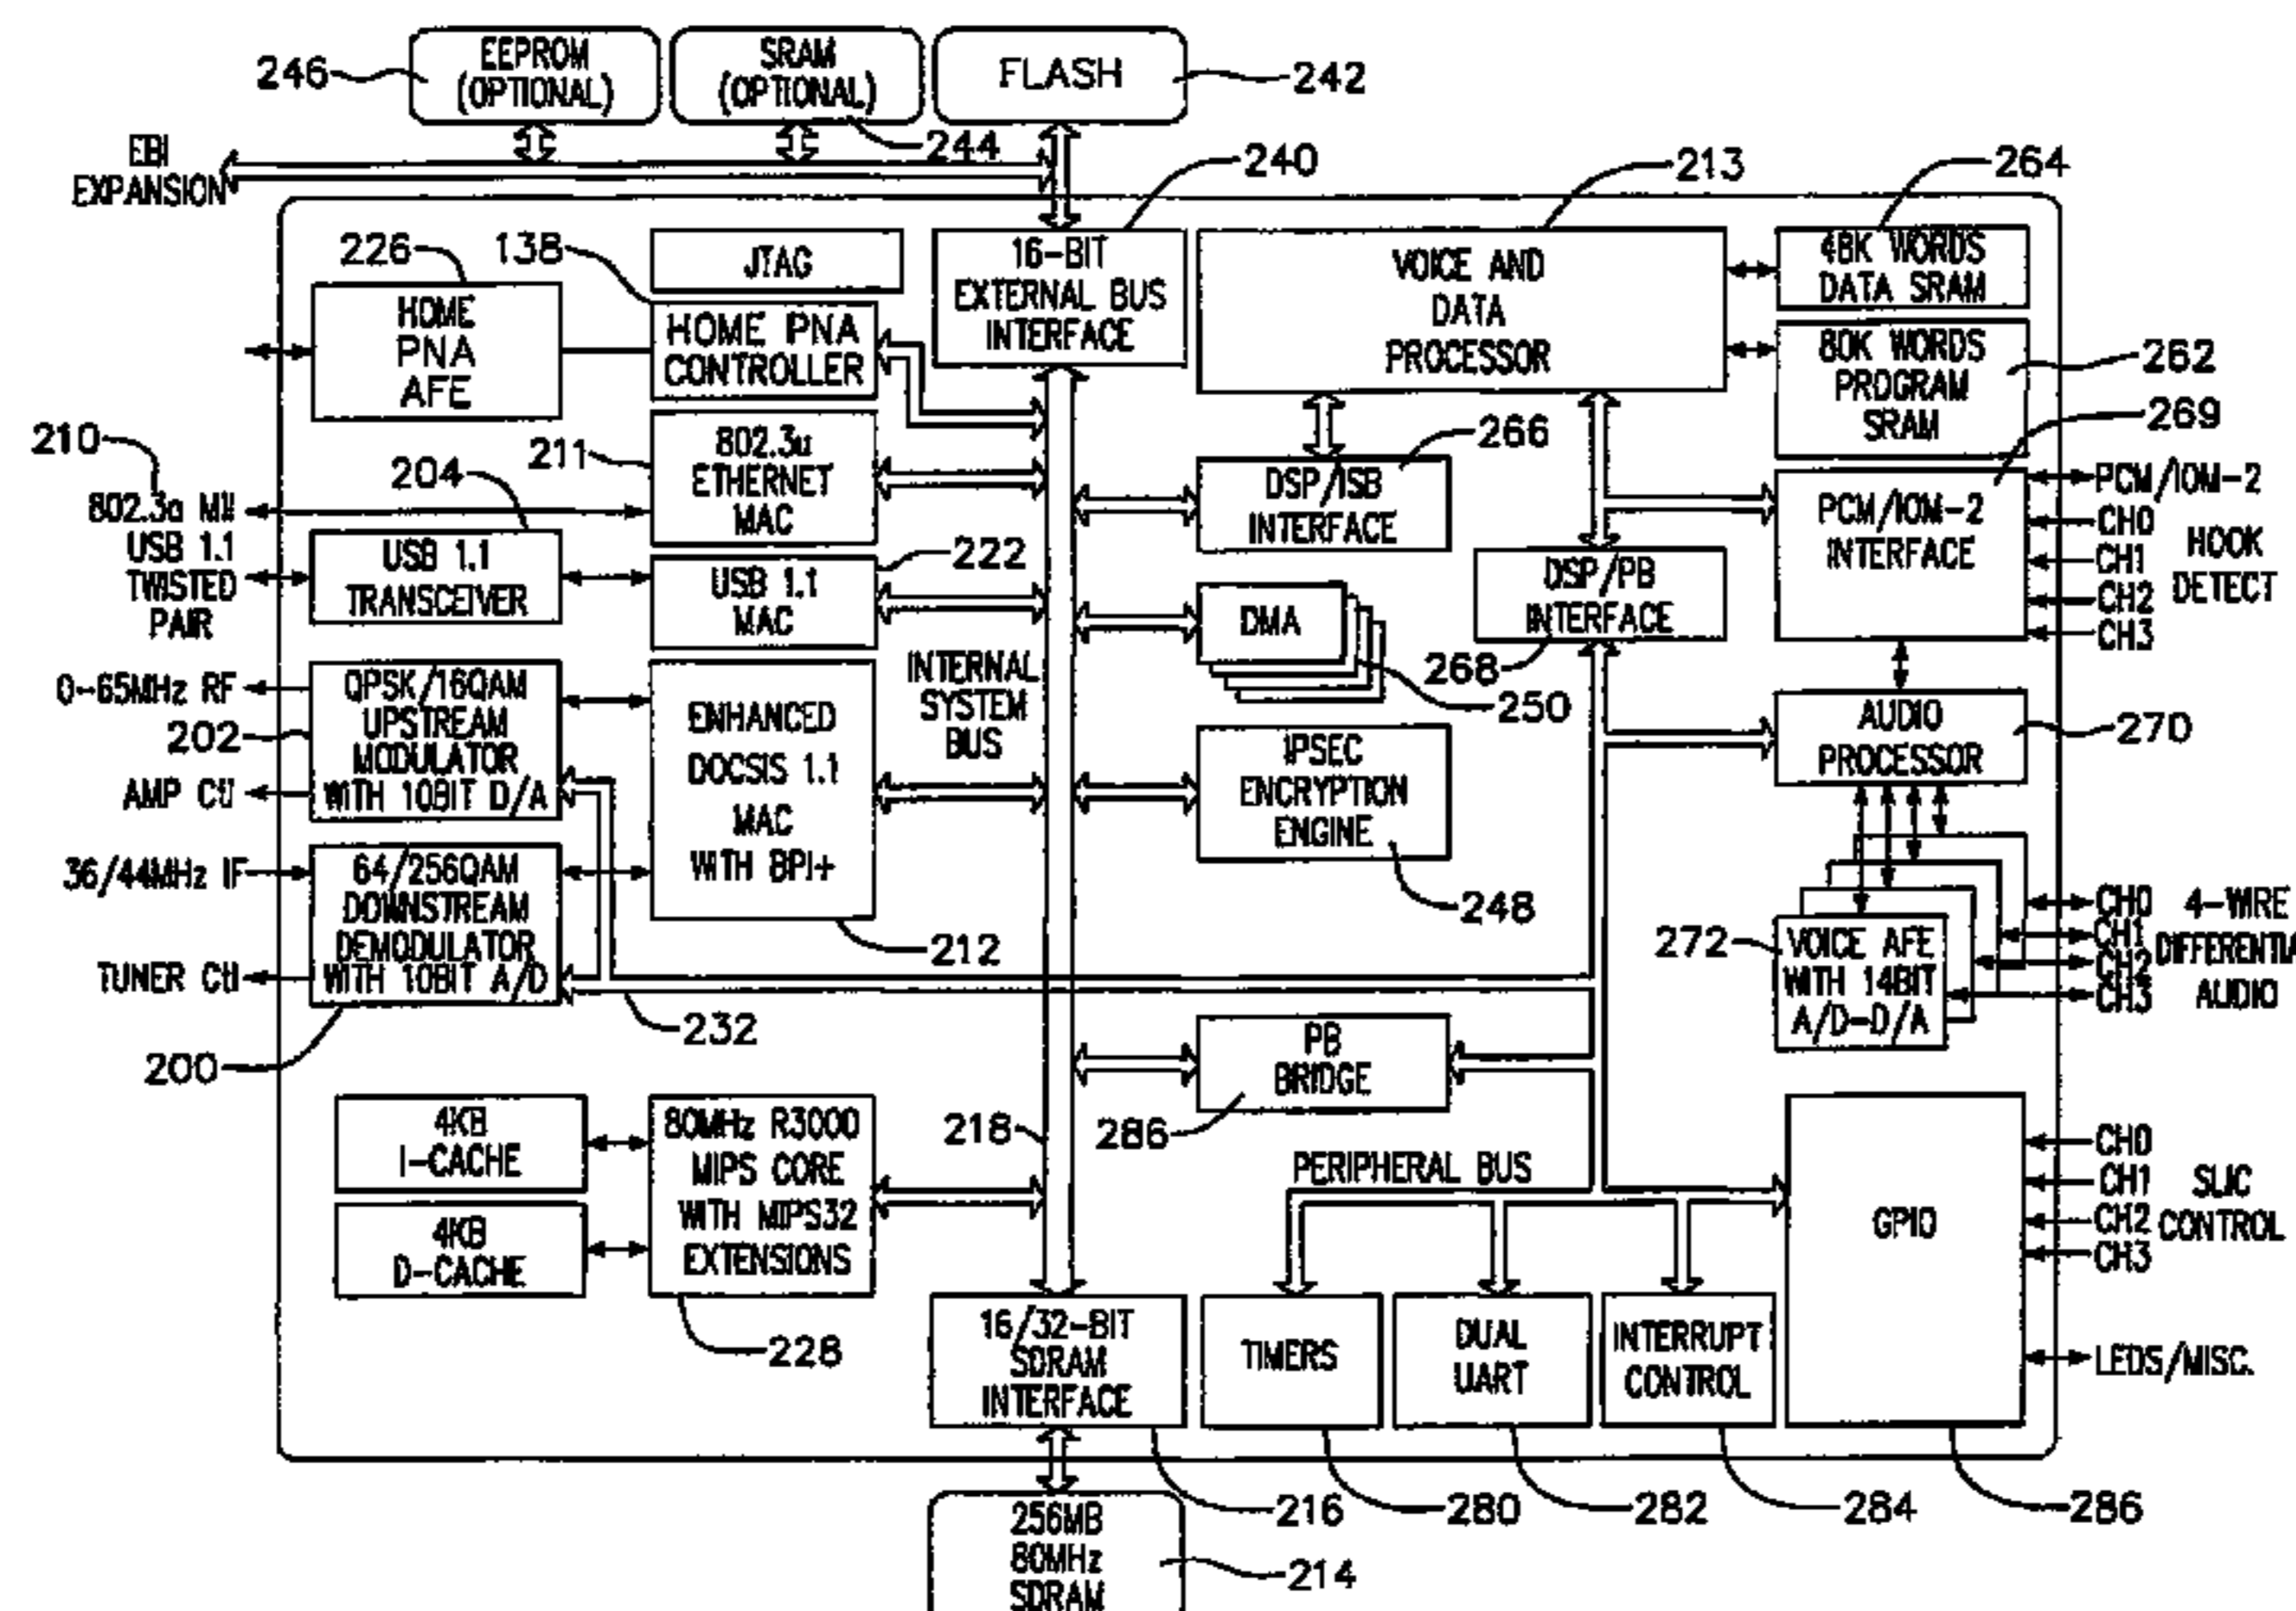 246
EEPROM
(OPTIONAL)
SRAM
(OPTIONAL)
244
FLASH
242
EBI
EXPANSION
240
213
264
226
138
JTAG
HOME
PNA
AFE
HOME PNA
CONTROLLER
16-BIT
EXTERNAL BUS
INTERFACE
VOICE AND
DATA
PROCESSOR
48K WORDS
DATA SRAM
80K WORDS
PROGRAM
SRAM
262
269
210
211
802.3u
ETHERNET
MAC
204
802.3a MII
USB 1.1
TWISTED
PAIR
USB 1.1
TRANSCEIVER
USB 1.1
MAC
222
266
DSP/ISB
INTERFACE
DSP/PB
INTERFACE
268
PCM/IOM-2
INTERFACE
PCM/IOM-2
CH0
CH1
CH2
CH3
HOOK
DETECT
DMA
250
0-65MHz RF
202
AMP Ctl
QPSK/16QAM
UPSTREAM
MODULATOR
WITH 10BIT D/A
ENHANCED
DOCSIS 1.1
MAC
WITH BPI+
212
INTERNAL
SYSTEM
BUS
IPSEC
ENCRYPTION
ENGINE
248
AUDIO
PROCESSOR
270
36/44MHz IF
TUNER Ctl
64/256QAM
DOWNSTREAM
DEMODULATOR
WITH 10BIT A/D
200
232
272
VOICE AFE
WITH 14BIT
A/D-D/A
CH0
CH1
CH2
CH3
4-WIRE
DIFFERENTIA
AUDIO
PB
BRIDGE
286
218
PERIPHERAL BUS
4KB
I-CACHE
4KB
D-CACHE
80MHz R3000
MIPS CORE
WITH MIPS32
EXTENSIONS
228
GPIO
CH0
CH1
CH2
CH3
SLIC
CONTROL
LEDS/MISC.
16/32-BIT
SDRAM
INTERFACE
TIMERS
DUAL
UART
INTERRUPT
CONTROL
216
280
282
284
286
256MB
80MHz
SDRAM
214